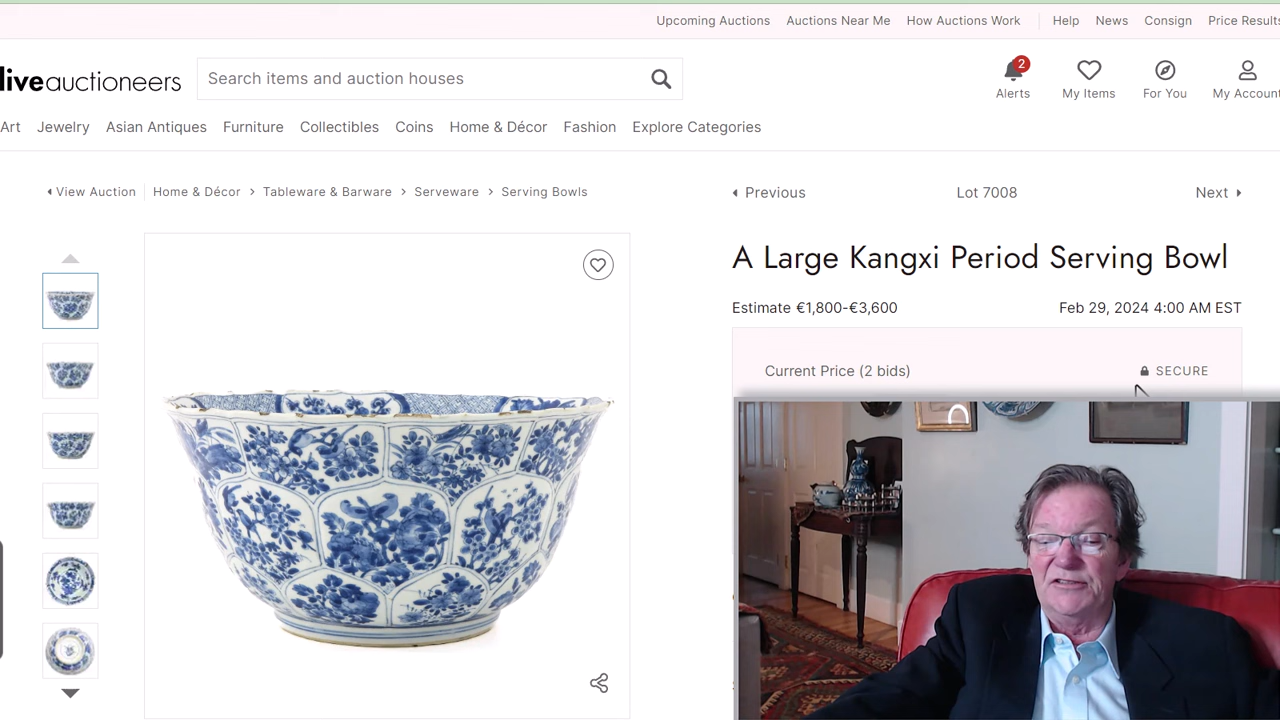 Upcoming Auctions Auctions Near Me How Auctions Work Help News Consign Price Results
liveauctioneers
Search items and auction houses
2
Alerts My Items For You My Account
Art Jewelry Asian Antiques Furniture Collectibles Coins Home & Décor Fashion Explore Categories
View Auction Home & Décor > Tableware & Barware > Serveware > Serving Bowls
Previous Lot 7008 Next
A Large Kangxi Period Serving Bowl
Estimate €1,800-€3,600 Feb 29, 2024 4:00 AM EST
Current Price (2 bids) SECURE